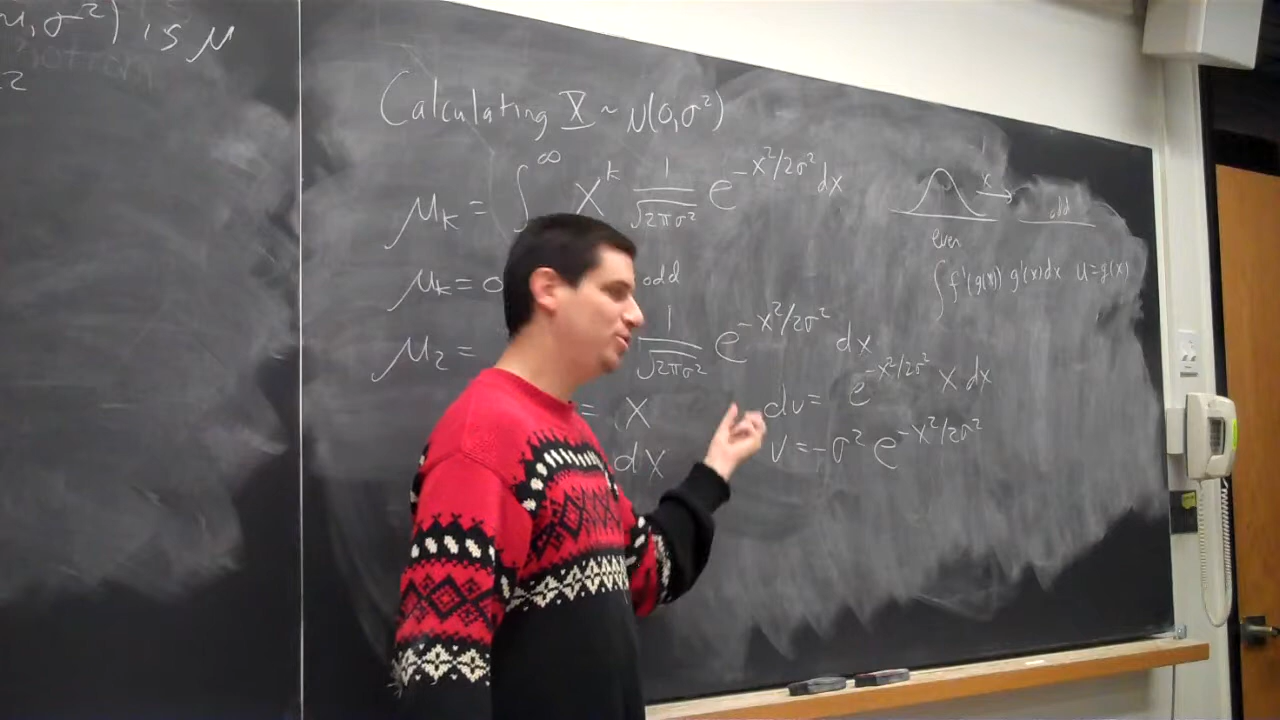 μ, σ²) is μ
Calculating X ~ N(0,σ²)
μₖ = ∫^∞ x^k 1/√(2πσ²) e^(-x²/2σ²) dx
μₖ = 0 odd
μ₂ = 1/√(2πσ²) e^(-x²/2σ²) dx
= x dv = e^(-x²/2σ²) x dx
dx v = -σ² e^(-x²/2σ²)
x odd
even
∫ f'(g(x)) g'(x)dx u=g(x)